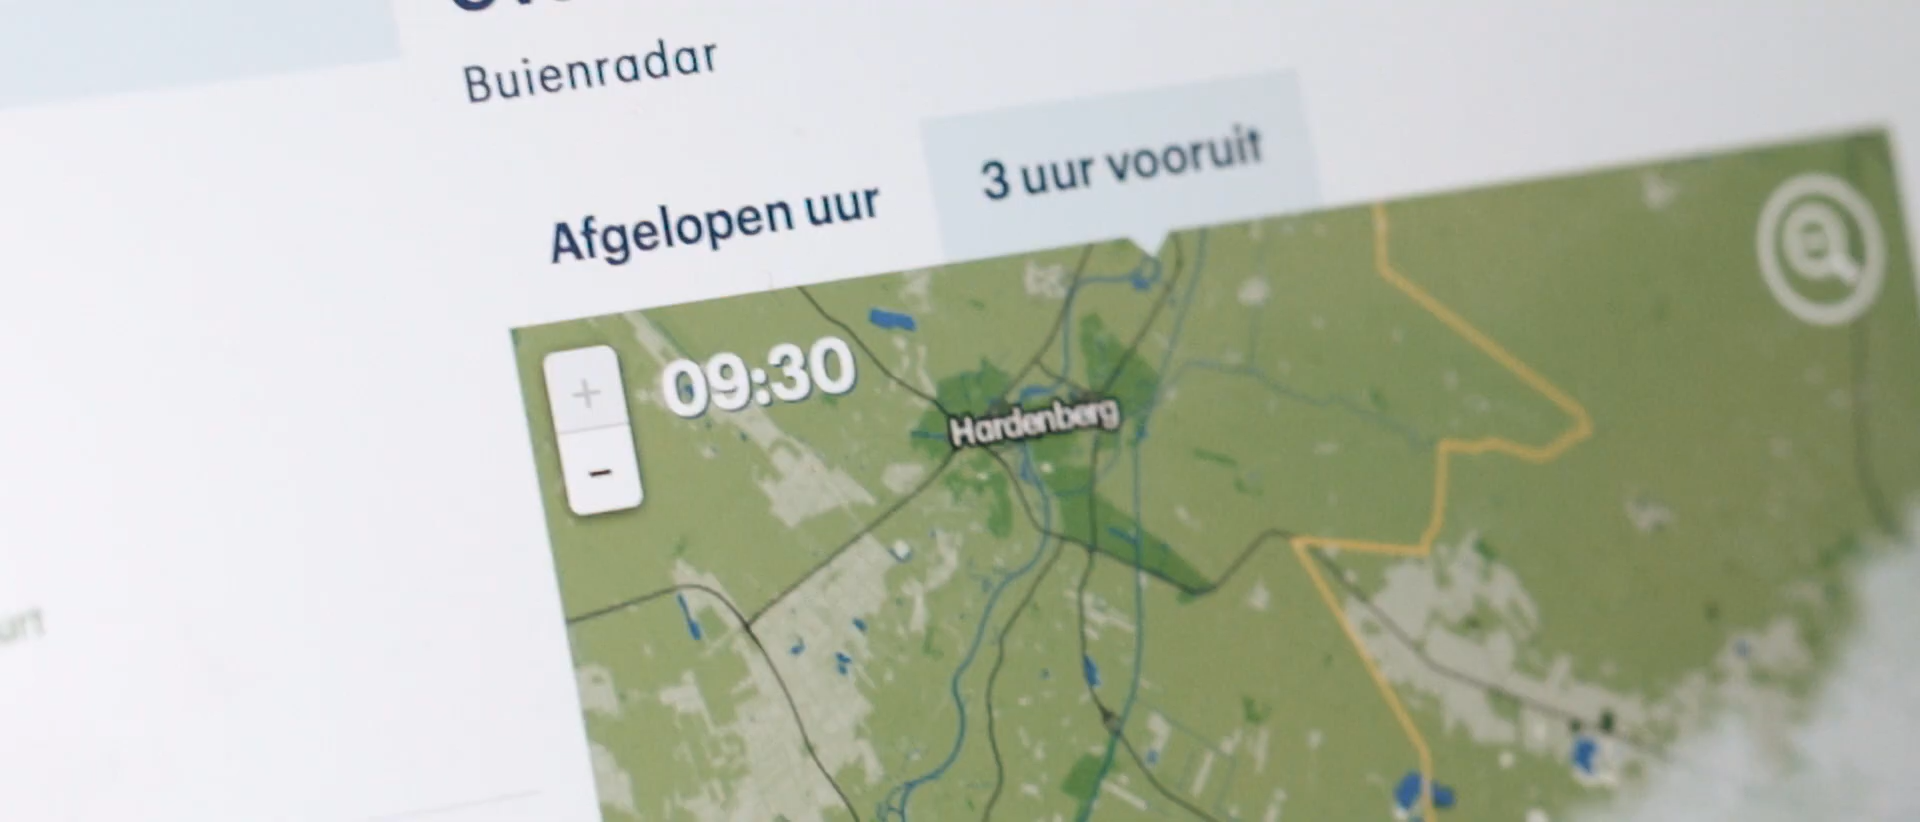 Buienradar
Afgelopen uur
3 uur vooruit
+
09:30
-
Hardenberg